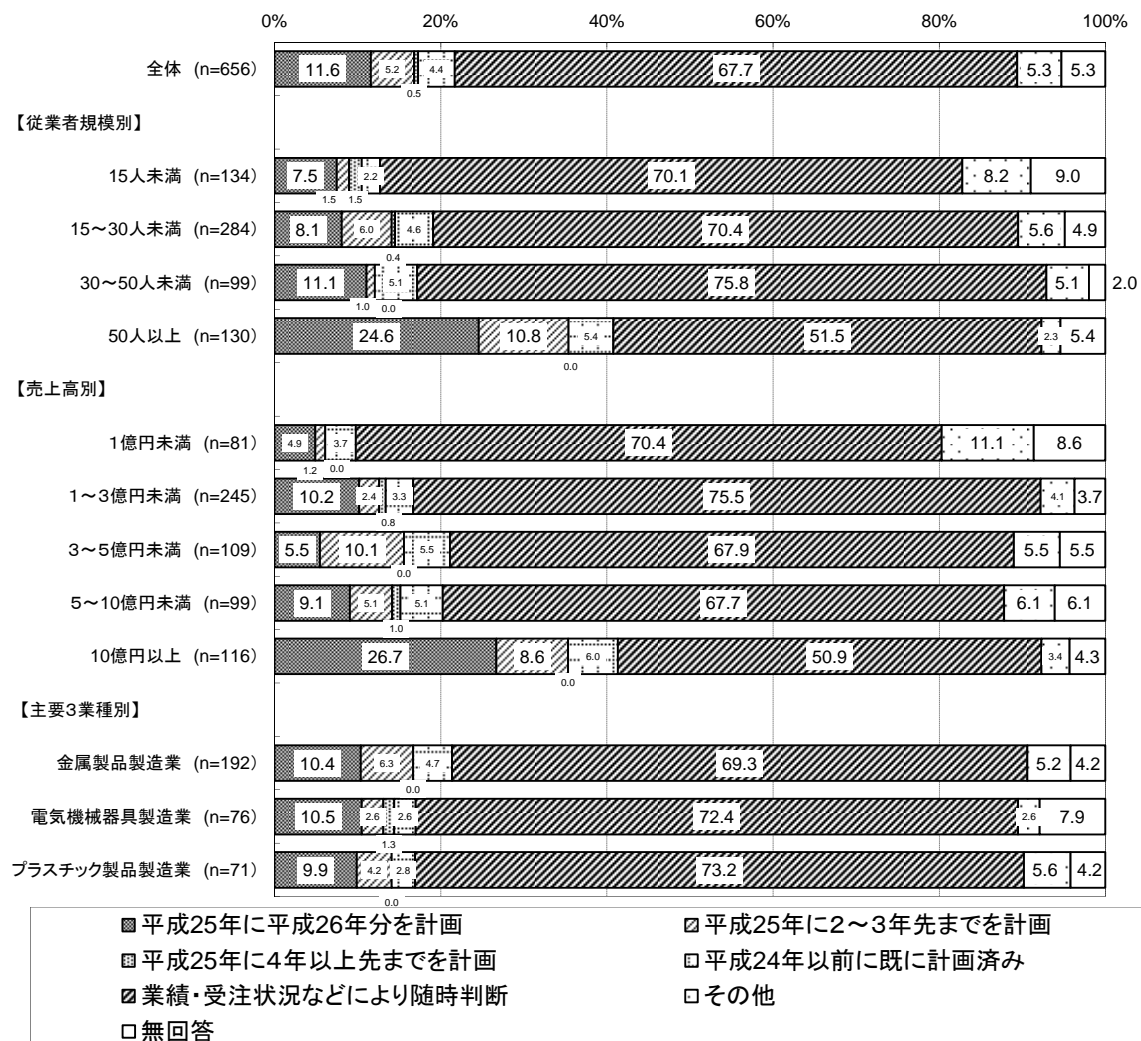 0% 20% 40% 60% 80% 100%
全体 (n=656) 11.6 5.2 0.5 4.4 67.7 5.3 5.3
【従業者規模別】
15人未満 (n=134) 7.5 1.5 1.5 2.2 70.1 8.2 9.0
15～30人未満 (n=284) 8.1 6.0 0.4 4.6 70.4 5.6 4.9
30～50人未満 (n=99) 11.1 1.0 0.0 5.1 75.8 5.1 2.0
50人以上 (n=130) 24.6 10.8 0.0 5.4 51.5 2.3 5.4
【売上高別】
1億円未満 (n=81) 4.9 1.2 0.0 3.7 70.4 11.1 8.6
1～3億円未満 (n=245) 10.2 2.4 0.8 3.3 75.5 4.1 3.7
3～5億円未満 (n=109) 5.5 10.1 0.0 5.5 67.9 5.5 5.5
5～10億円未満 (n=99) 9.1 5.1 1.0 5.1 67.7 6.1 6.1
10億円以上 (n=116) 26.7 8.6 0.0 6.0 50.9 3.4 4.3
【主要3業種別】
金属製品製造業 (n=192) 10.4 6.3 0.0 4.7 69.3 5.2 4.2
電気機械器具製造業 (n=76) 10.5 2.6 1.3 2.6 72.4 2.6 7.9
プラスチック製品製造業 (n=71) 9.9 4.2 0.0 2.8 73.2 5.6 4.2
平成25年に平成26年分を計画 平成25年に2～3年先までを計画
平成25年に4年以上先までを計画 平成24年以前に既に計画済み
業績・受注状況などにより随時判断 その他
無回答